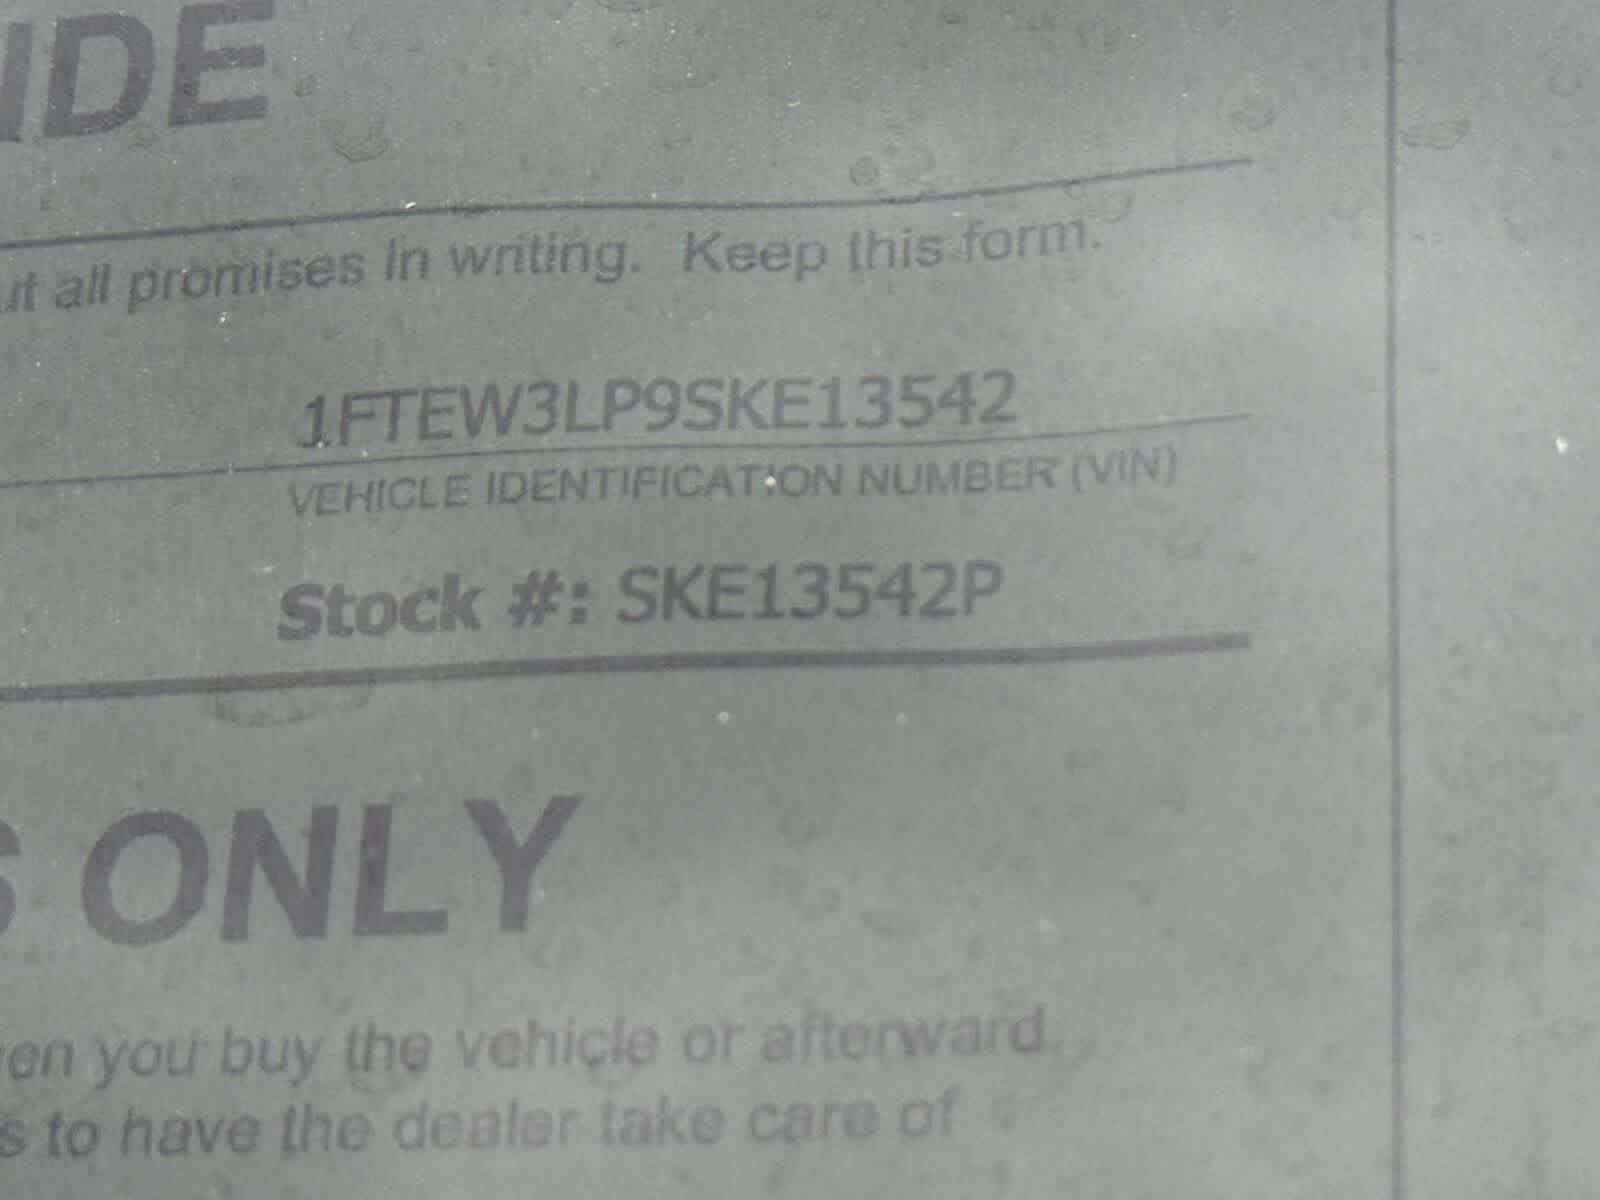 IDE
ut all promises in writing. Keep this form.
1FTEW3LP9SKE13542
VEHICLE IDENTIFICATION NUMBER (VIN)
Stock #: SKE13542P
S ONLY
en you buy the vehicle or afterward.
s to have the dealer take care of